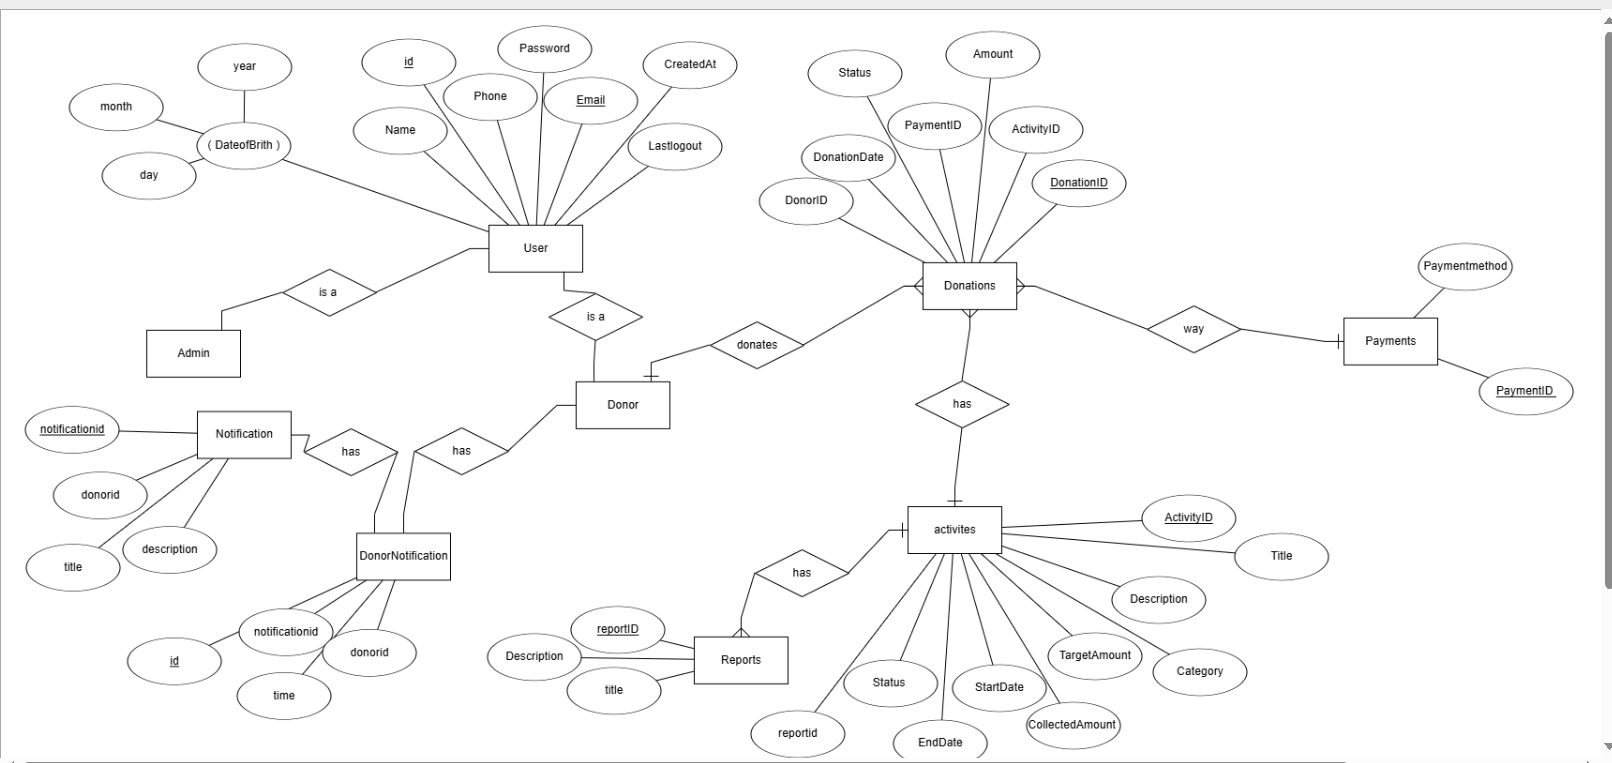 year
month
( DateofBrith )
day
id
Password
Phone
Email
CreatedAt
Name
Lastlogout
User
is a
Admin
is a
Donor
Status
Amount
PaymentID
ActivityID
DonationDate
DonationID
DonorID
Donations
donates
way
Paymentmethod
Payments
PaymentID
has
notificationid
Notification
has
has
donorid
description
title
DonorNotification
notificationid
id
donorid
time
activites
ActivityID
Title
Description
has
reportID
Description
title
Reports
TargetAmount
Category
Status
StartDate
CollectedAmount
reportid
EndDate